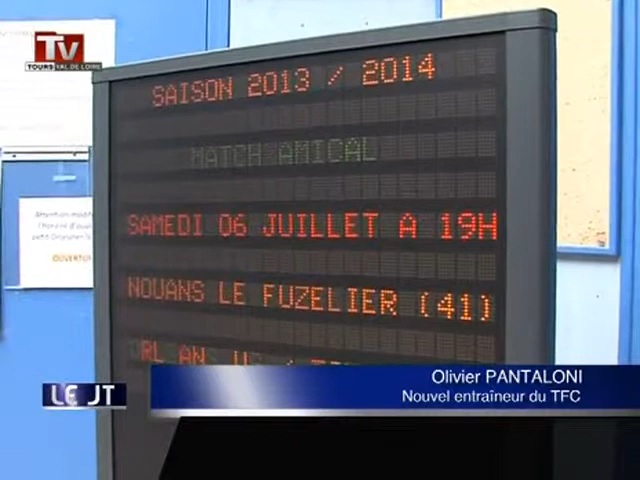 TV
TOURS VAL DE LOIRE
SAISON 2013 / 2014
MATCH AMICAL
SAMEDI 06 JUILLET A 19H
NOUANS LE FUZELIER (41)
OUVERTURE
LE JT
Olivier PANTALONI
Nouvel entraîneur du TFC